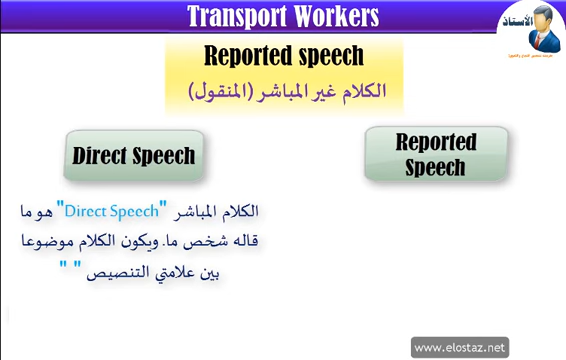 Transport Workers
الأستاذ
Reported speech
الكلام غير المباشر (المنقول)
Direct Speech
Reported
Speech
الكلام المباشر "Direct Speech" هو ما
قاله شخص ما. ويكون الكلام موضوعا
بين علامتي التنصيص " "
www.elostaz.net